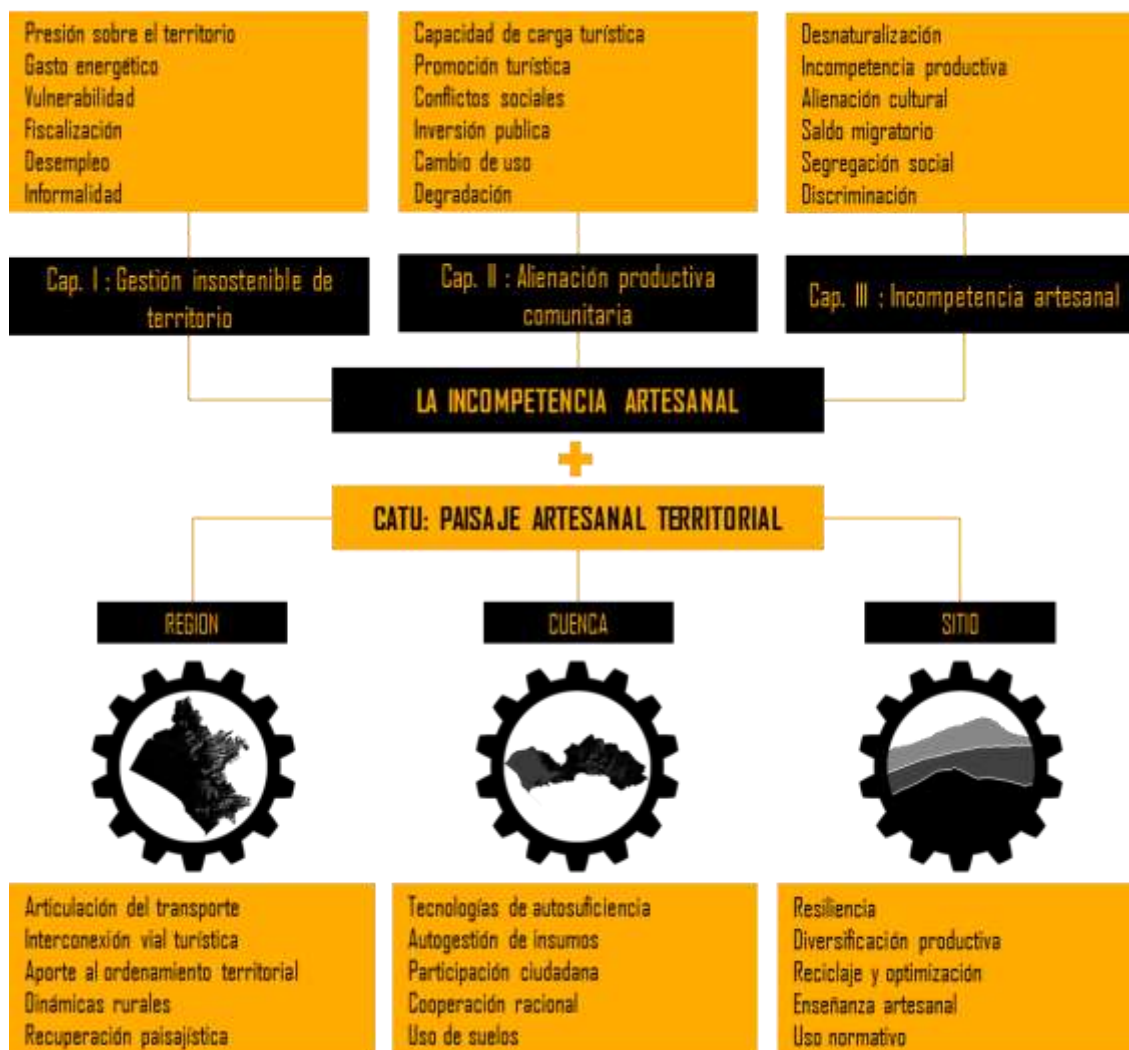 Presión sobre el territorio
Gasto energético
Vulnerabilidad
Fiscalización
Desempleo
Informalidad
Capacidad de carga turística
Promoción turística
Conflictos sociales
Inversión publica
Cambio de uso
Degradación
Desnaturalización
Incompetencia productiva
Alienación cultural
Saldo migratorio
Segregación social
Discriminación
Cap. I : Gestión insostenible de
territorio
Cap. II : Alienación productiva
comunitaria
Cap. III : Incompetencia artesanal
LA INCOMPETENCIA ARTESANAL
CATU: PAISAJE ARTESANAL TERRITORIAL
REGION
CUENCA
SITIO
Articulación del transporte
Interconexión vial turística
Aporte al ordenamiento territorial
Dinámicas rurales
Recuperación paisajística
Tecnologías de autosuficiencia
Autogestión de insumos
Participación ciudadana
Cooperación racional
Uso de suelos
Resiliencia
Diversificación productiva
Reciclaje y optimización
Enseñanza artesanal
Uso normativo